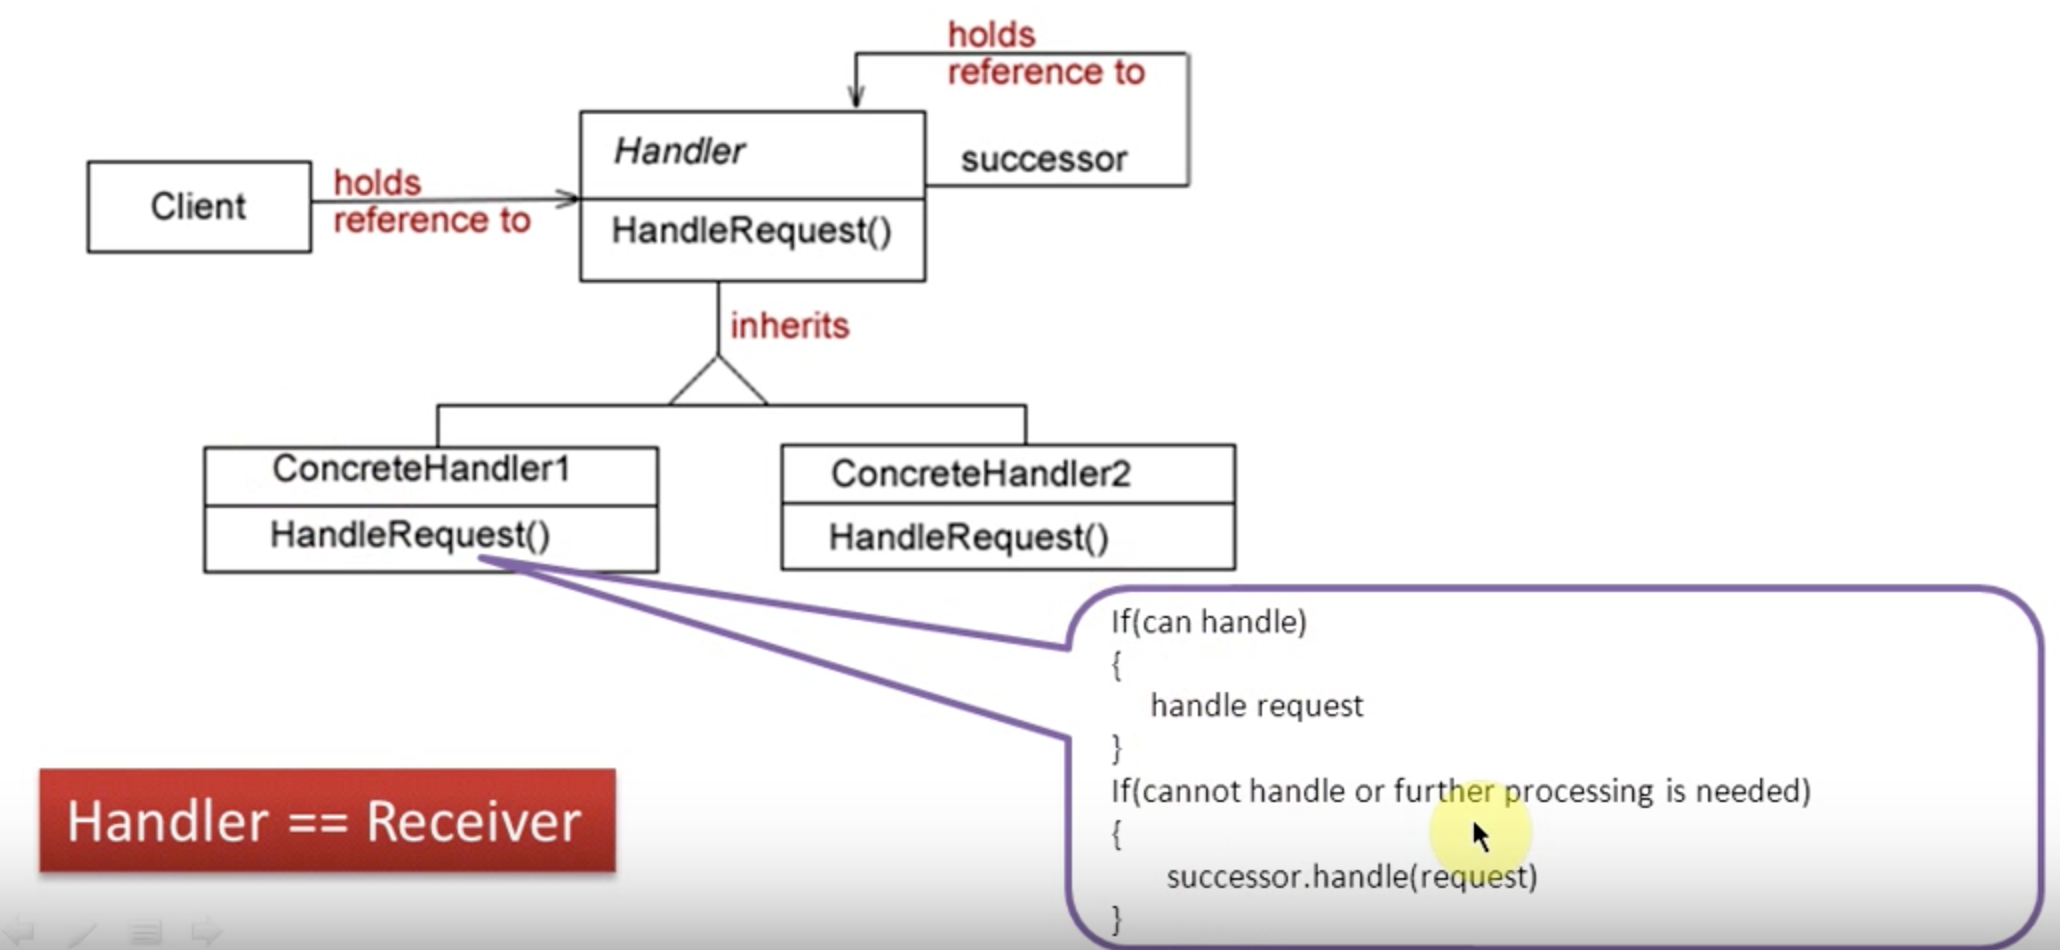 holds
reference to
Handler
successor
Client
holds
reference to
HandleRequest()
inherits
ConcreteHandler1
HandleRequest()
ConcreteHandler2
HandleRequest()
If(can handle)
{
handle request
}
If(cannot handle or further processing is needed)
{
successor.handle(request)
}
Handler == Receiver